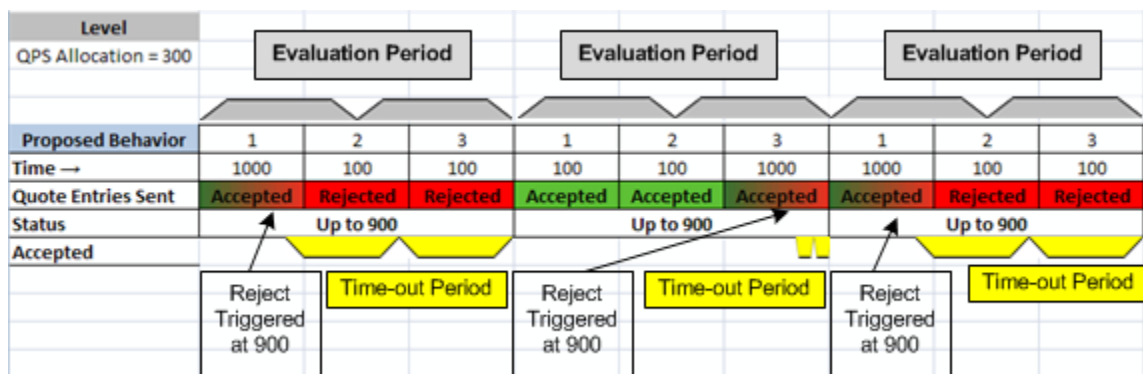 Level
QPS Allocation = 300
Evaluation Period
Evaluation Period
Evaluation Period
Proposed Behavior 1 2 3 1 2 3 1 2 3
Time → 1000 100 100 100 100 1000 1000 100 100
Quote Entries Sent Accepted Rejected Rejected Accepted Accepted Accepted Accepted Rejected Rejected
Status Up to 900 Up to 900 Up to 900
Accepted
Reject
Triggered
at 900
Time-out Period
Reject
Triggered
at 900
Time-out Period
Reject
Triggered
at 900
Time-out Period